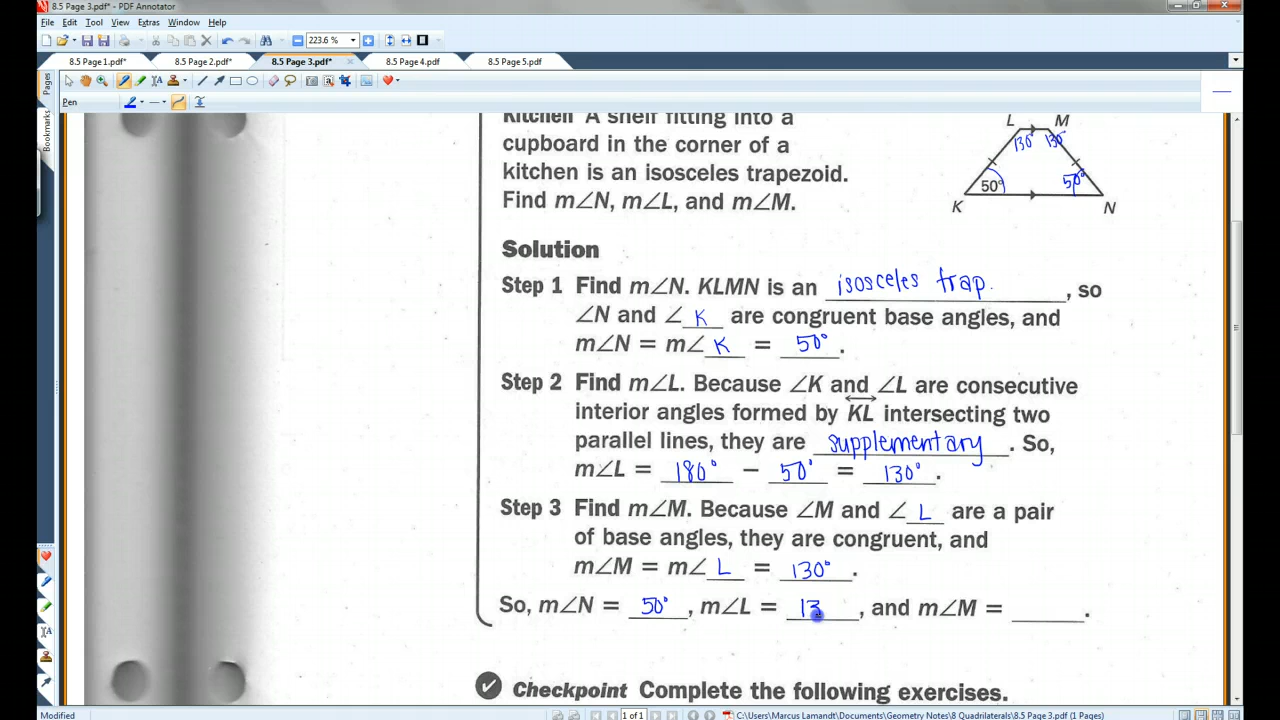 8.5 Page 3.pdf* - PDF Annotator
File Edit Tool View Extras Window Help
223.6 %
8.5 Page 1.pdf* 8.5 Page 2.pdf* 8.5 Page 3.pdf* 8.5 Page 4.pdf 8.5 Page 5.pdf
Pen
Pages
Bookmarks
Kitchen A shelf fitting into a
cupboard in the corner of a
kitchen is an isosceles trapezoid.
Find m∠N, m∠L, and m∠M.
L M
130° 130°
50° 50°
K N
Solution
Step 1 Find m∠N. KLMN is an isosceles trap. , so
∠N and ∠ K are congruent base angles, and
m∠N = m∠ K = 50° .
Step 2 Find m∠L. Because ∠K and ∠L are consecutive
interior angles formed by KL intersecting two
parallel lines, they are supplementary . So,
m∠L = 180° − 50° = 130° .
Step 3 Find m∠M. Because ∠M and ∠ L are a pair
of base angles, they are congruent, and
m∠M = m∠ L = 130° .
So, m∠N = 50° , m∠L = 13 , and m∠M = .
Checkpoint Complete the following exercises.
Modified 1 of 1 C:\Users\Marcus Lamandt\Documents\Geometry Notes\8 Quadrilaterals\8.5 Page 3.pdf (1 Pages)